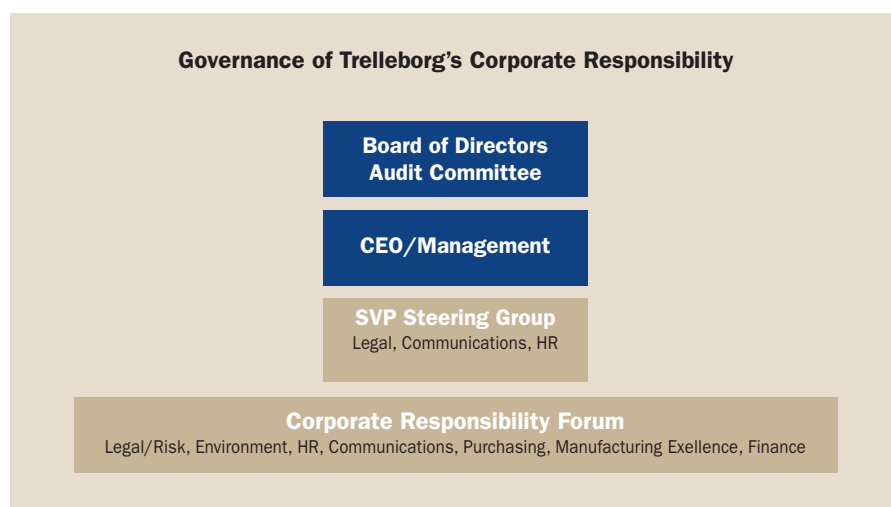 Governance of Trelleborg’s Corporate Responsibility
Board of Directors
Audit Committee
CEO/Management
SVP Steering Group
Legal, Communications, HR
Corporate Responsibility Forum
Legal/Risk, Environment, HR, Communications, Purchasing, Manufacturing Exellence, Finance